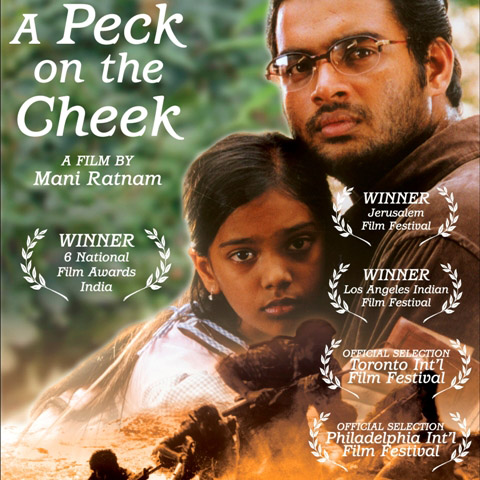 A Peck
on the
Cheek
A FILM BY
Mani Ratnam
WINNER
6 National
Film Awards
India
WINNER
Jerusalem
Film Festival
WINNER
Los Angeles Indian
Film Festival
OFFICIAL SELECTION
Toronto Int'l
Film Festival
OFFICIAL SELECTION
Philadelphia Int'l
Film Festival